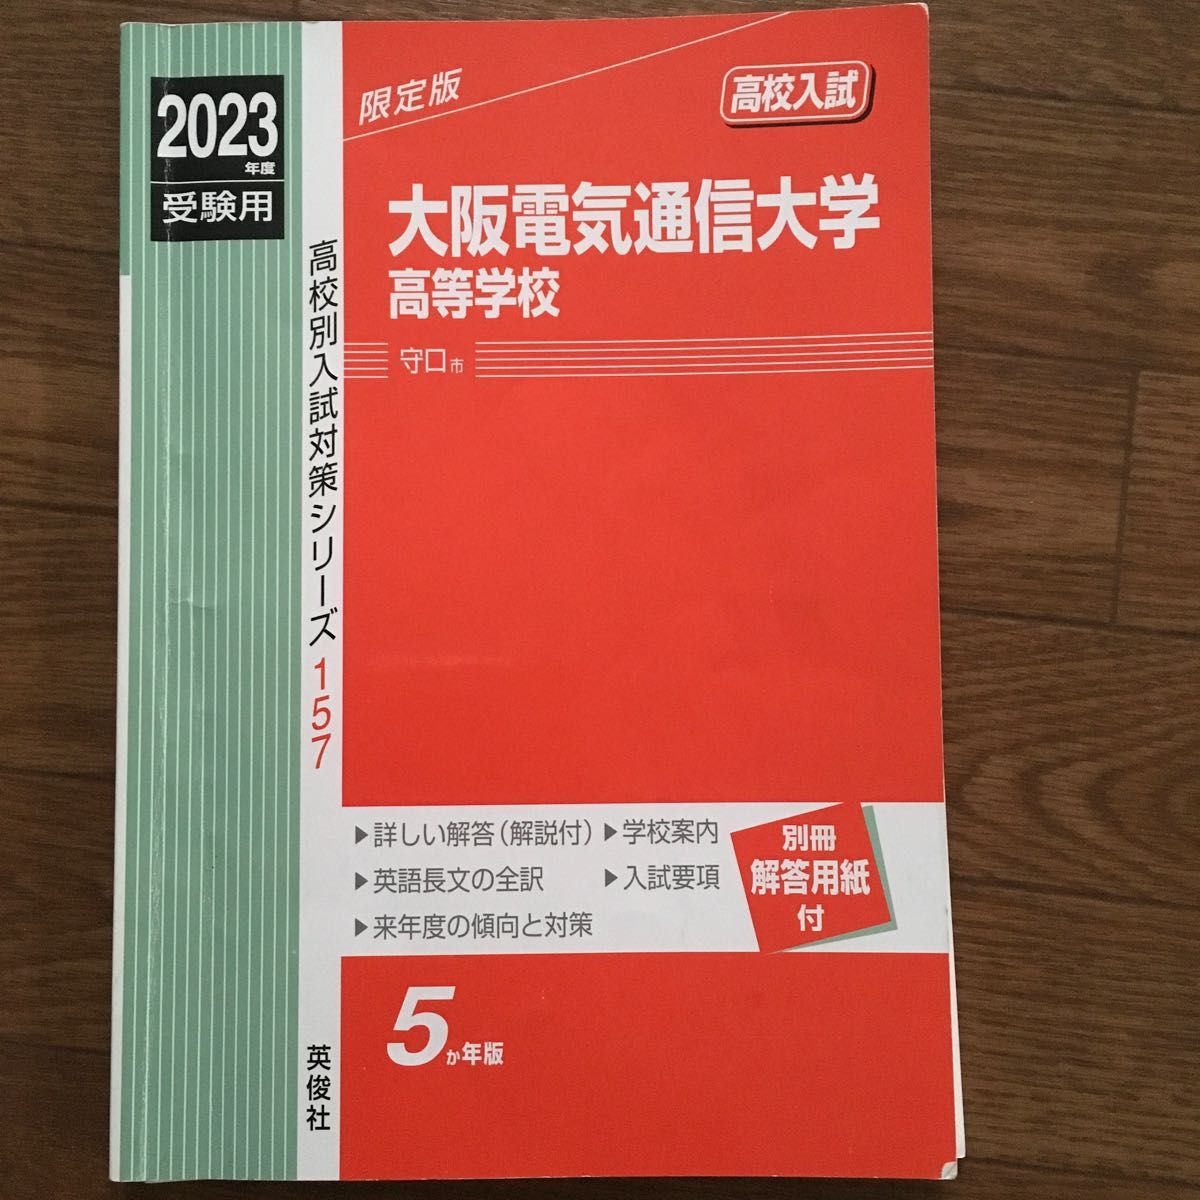 2023
年度
受験用
限定版
高校入試
大阪電気通信大学
高等学校
守口市
高校別入試対策シリーズ157
▶詳しい解答(解説付)
▶英語長文の全訳
▶来年度の傾向と対策
▶学校案内
▶入試要項
別冊
解答用紙
付
5か年版
英俊社